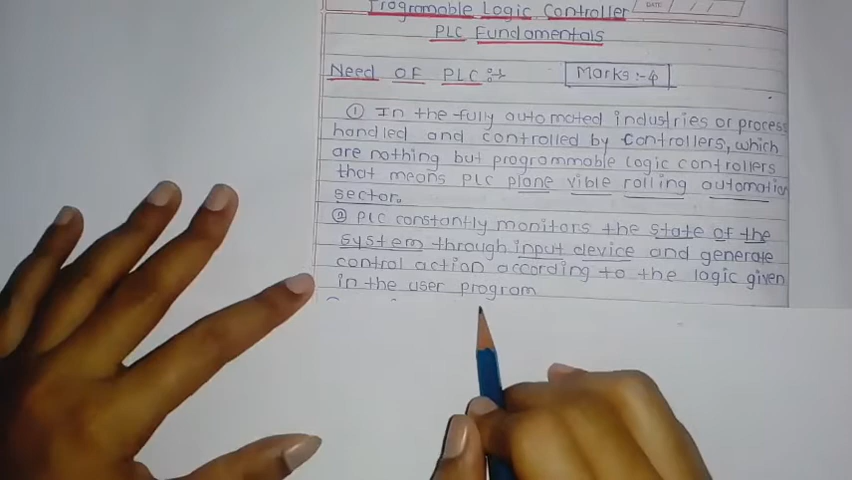 Programable Logic Controller
DATE
PLC Fundamentals
Need OF PLC :-
Marks :- 4
① In the fully automated industries or process
handled and controlled by controllers, which
are nothing but programmable logic controllers
that means PLC plane vible rolling automation
sector.
② PLC constantly monitors the state of the
system through input device and generate
control action according to the logic given
in the user program